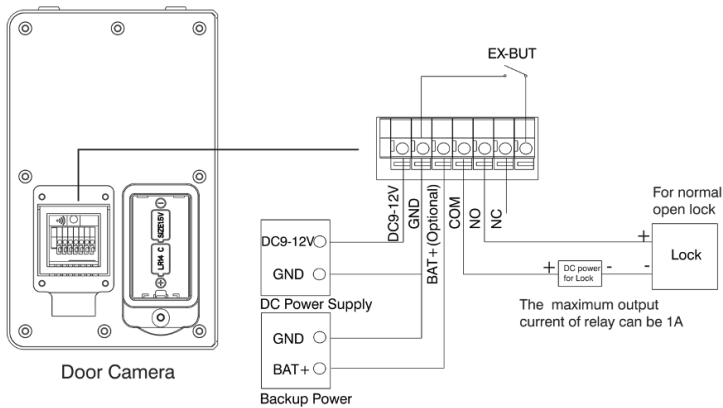 EX-BUT
SIZE1.5V
LR14 C
DC9-12V
GND
BAT+(Optional)
COM
NO
NC
For normal
open lock
Lock
+
-
+
DC power
for Lock
-
The maximum output
current of relay can be 1A
DC9-12V
GND
DC Power Supply
GND
BAT+
Backup Power
Door Camera